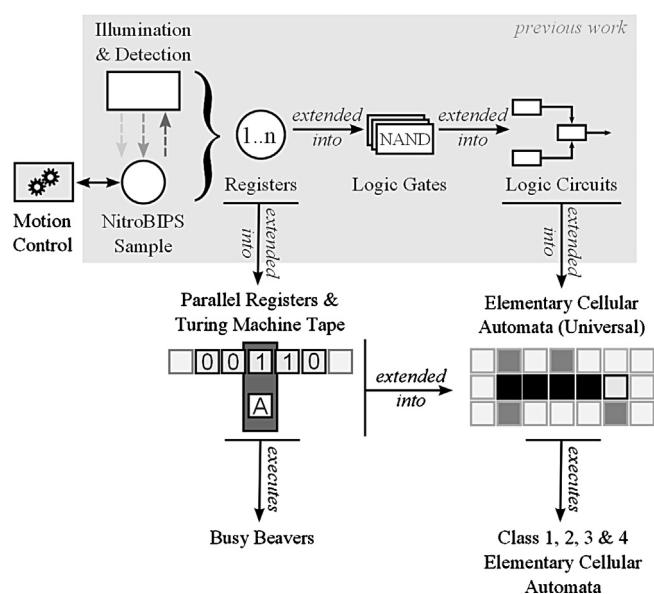 previous work
Illumination
& Detection
1..n
extended
into
NAND
extended
into
Registers
Logic Gates
Logic Circuits
Motion
Control
NitroBIPS
Sample
extended
into
extended
into
Parallel Registers &
Turing Machine Tape
0 0 1 1 0
A
extended
into
Elementary Cellular
Automata (Universal)
executes
executes
Busy Beavers
Class 1, 2, 3 & 4
Elementary Cellular
Automata